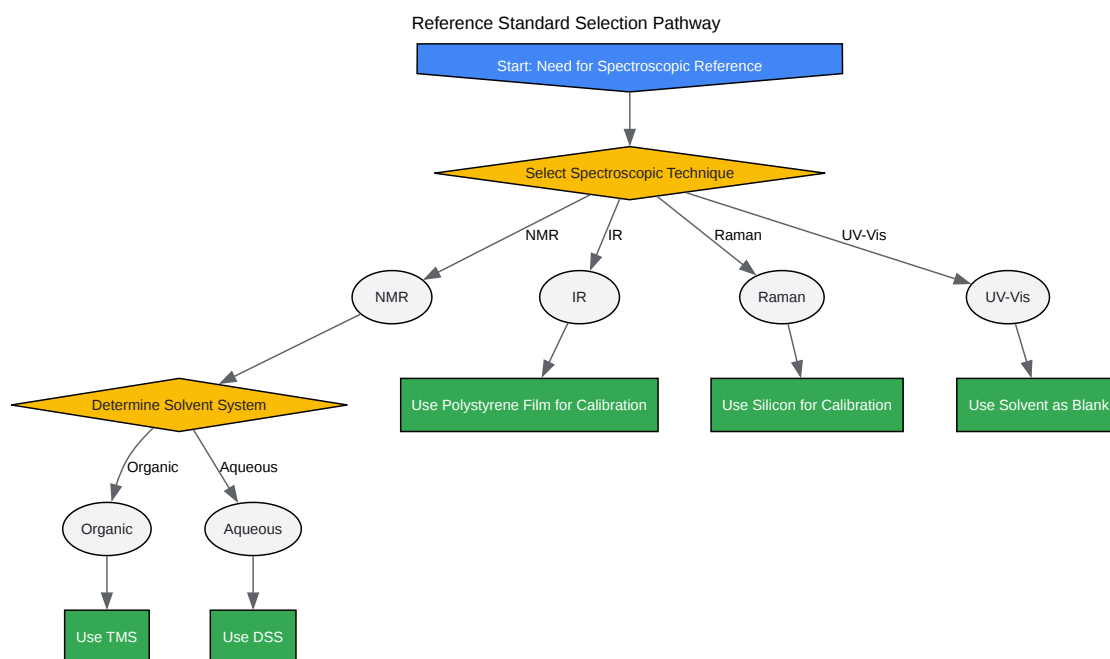 Reference Standard Selection Pathway
Start: Need for Spectroscopic Reference
Select Spectroscopic Technique
NMR
IR
Raman
UV-Vis
NMR
IR
Raman
UV-Vis
Determine Solvent System
Use Polystyrene Film for Calibration
Use Silicon for Calibration
Use Solvent as Blank
Organic
Aqueous
Organic
Aqueous
Use TMS
Use DSS